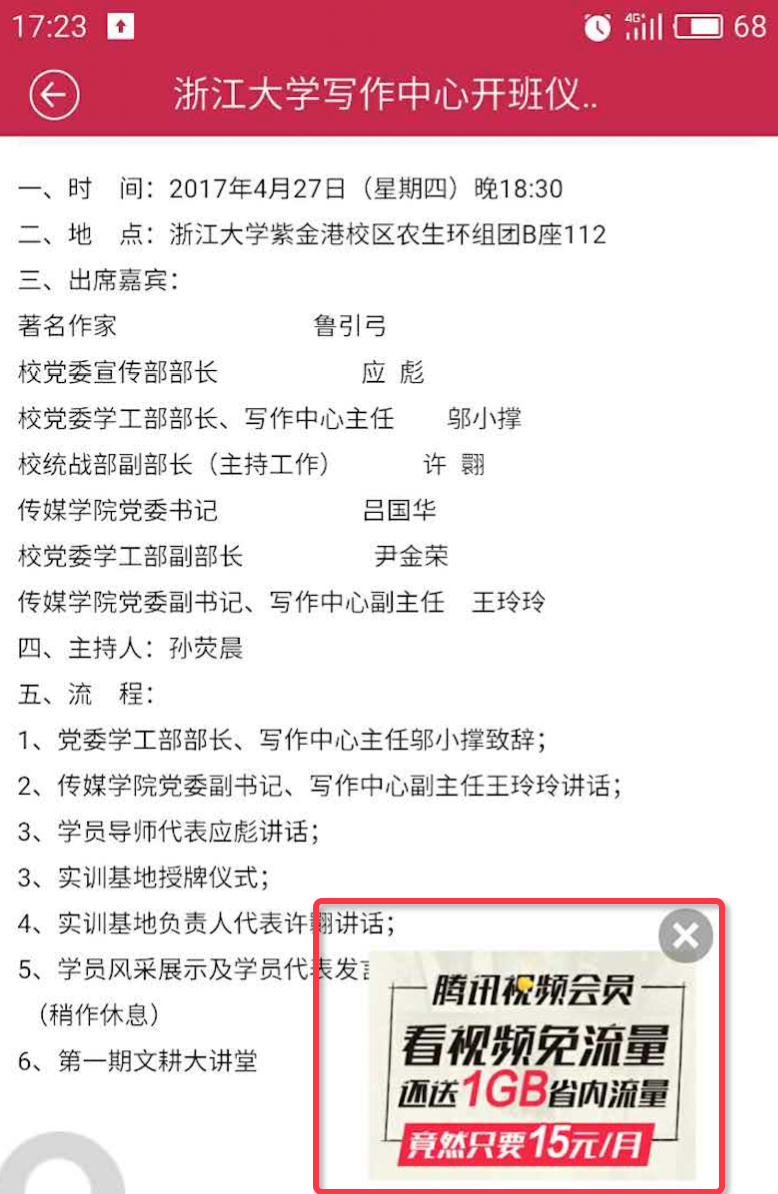 17:23 4G+ 68
浙江大学写作中心开班仪..
一、时 间：2017年4月27日（星期四）晚18:30
二、地 点：浙江大学紫金港校区农生环组团B座112
三、出席嘉宾：
著名作家 鲁引弓
校党委宣传部部长 应 彪
校党委学工部部长、写作中心主任 邬小撑
校统战部副部长（主持工作） 许 翾
传媒学院党委书记 吕国华
校党委学工部副部长 尹金荣
传媒学院党委副书记、写作中心副主任 王玲玲
四、主持人：孙荧晨
五、流 程：
1、党委学工部部长、写作中心主任邬小撑致辞；
2、传媒学院党委副书记、写作中心副主任王玲玲讲话；
3、学员导师代表应彪讲话；
3、实训基地授牌仪式；
4、实训基地负责人代表许翾讲话；
5、学员风采展示及学员代表发
（稍作休息）
6、第一期文耕大讲堂
腾讯视频会员
看视频免流量
还送1GB省内流量
竟然只要15元/月